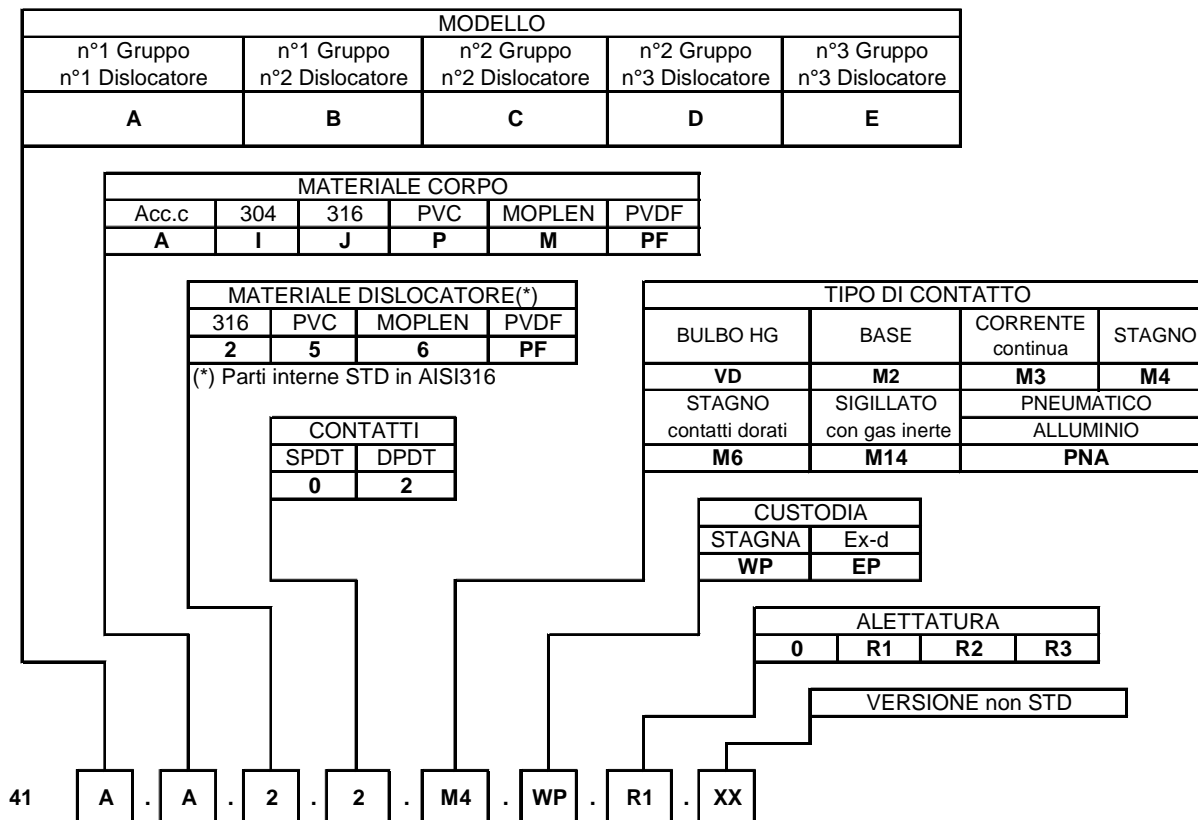 MODELLO
n°1 Gruppo n°1 Gruppo n°2 Gruppo n°2 Gruppo n°3 Gruppo
n°1 Dislocatore n°2 Dislocatore n°2 Dislocatore n°3 Dislocatore n°3 Dislocatore
A B C D E
MATERIALE CORPO
Acc.c 304 316 PVC MOPLEN PVDF
A I J P M PF
MATERIALE DISLOCATORE(*)
316 PVC MOPLEN PVDF
2 5 6 PF
(*) Parti interne STD in AISI316
TIPO DI CONTATTO
BULBO HG BASE CORRENTE continua STAGNO
VD M2 M3 M4
STAGNO SIGILLATO PNEUMATICO
contatti dorati con gas inerte ALLUMINIO
M6 M14 PNA
CONTATTI
SPDT DPDT
0 2
CUSTODIA
STAGNA Ex-d
WP EP
ALETTATURA
0 R1 R2 R3
VERSIONE non STD
41 A . A . 2 . 2 . M4 . WP . R1 . XX